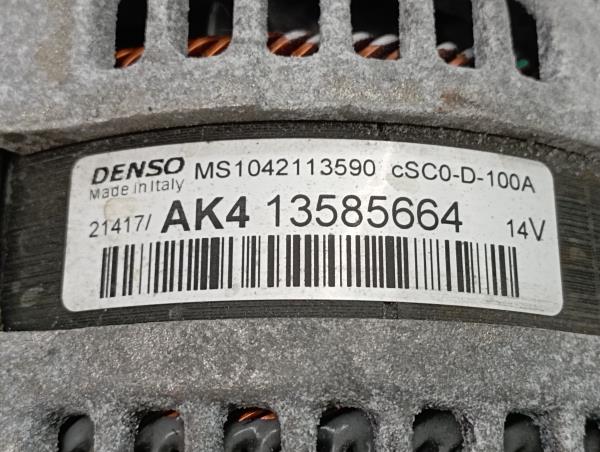 DENSO MS1042113590 cSC0-D-100A
Made in Italy
21417/ AK4 13585664 14V